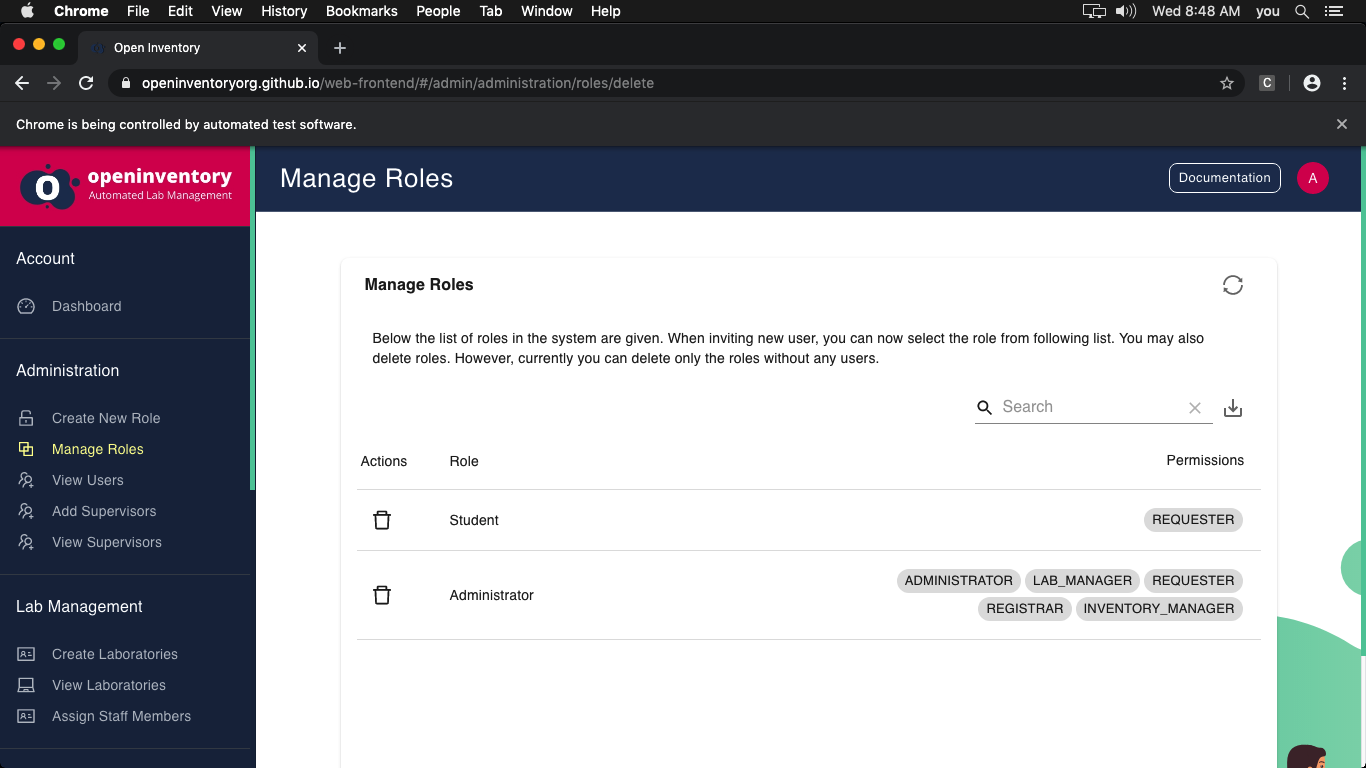 Chrome File Edit View History Bookmarks People Tab Window Help Wed 8:48 AM you
Open Inventory
openinventoryorg.github.io/web-frontend/#/admin/administration/roles/delete C
Chrome is being controlled by automated test software.
openinventory
Automated Lab Management
Manage Roles
Documentation
A
Account
Dashboard
Administration
Create New Role
Manage Roles
View Users
Add Supervisors
View Supervisors
Lab Management
Create Laboratories
View Laboratories
Assign Staff Members
Manage Roles
Below the list of roles in the system are given. When inviting new user, you can now select the role from following list. You may also
delete roles. However, currently you can delete only the roles without any users.
Search
Actions Role Permissions
Student REQUESTER
Administrator ADMINISTRATOR LAB_MANAGER REQUESTER
REGISTRAR INVENTORY_MANAGER